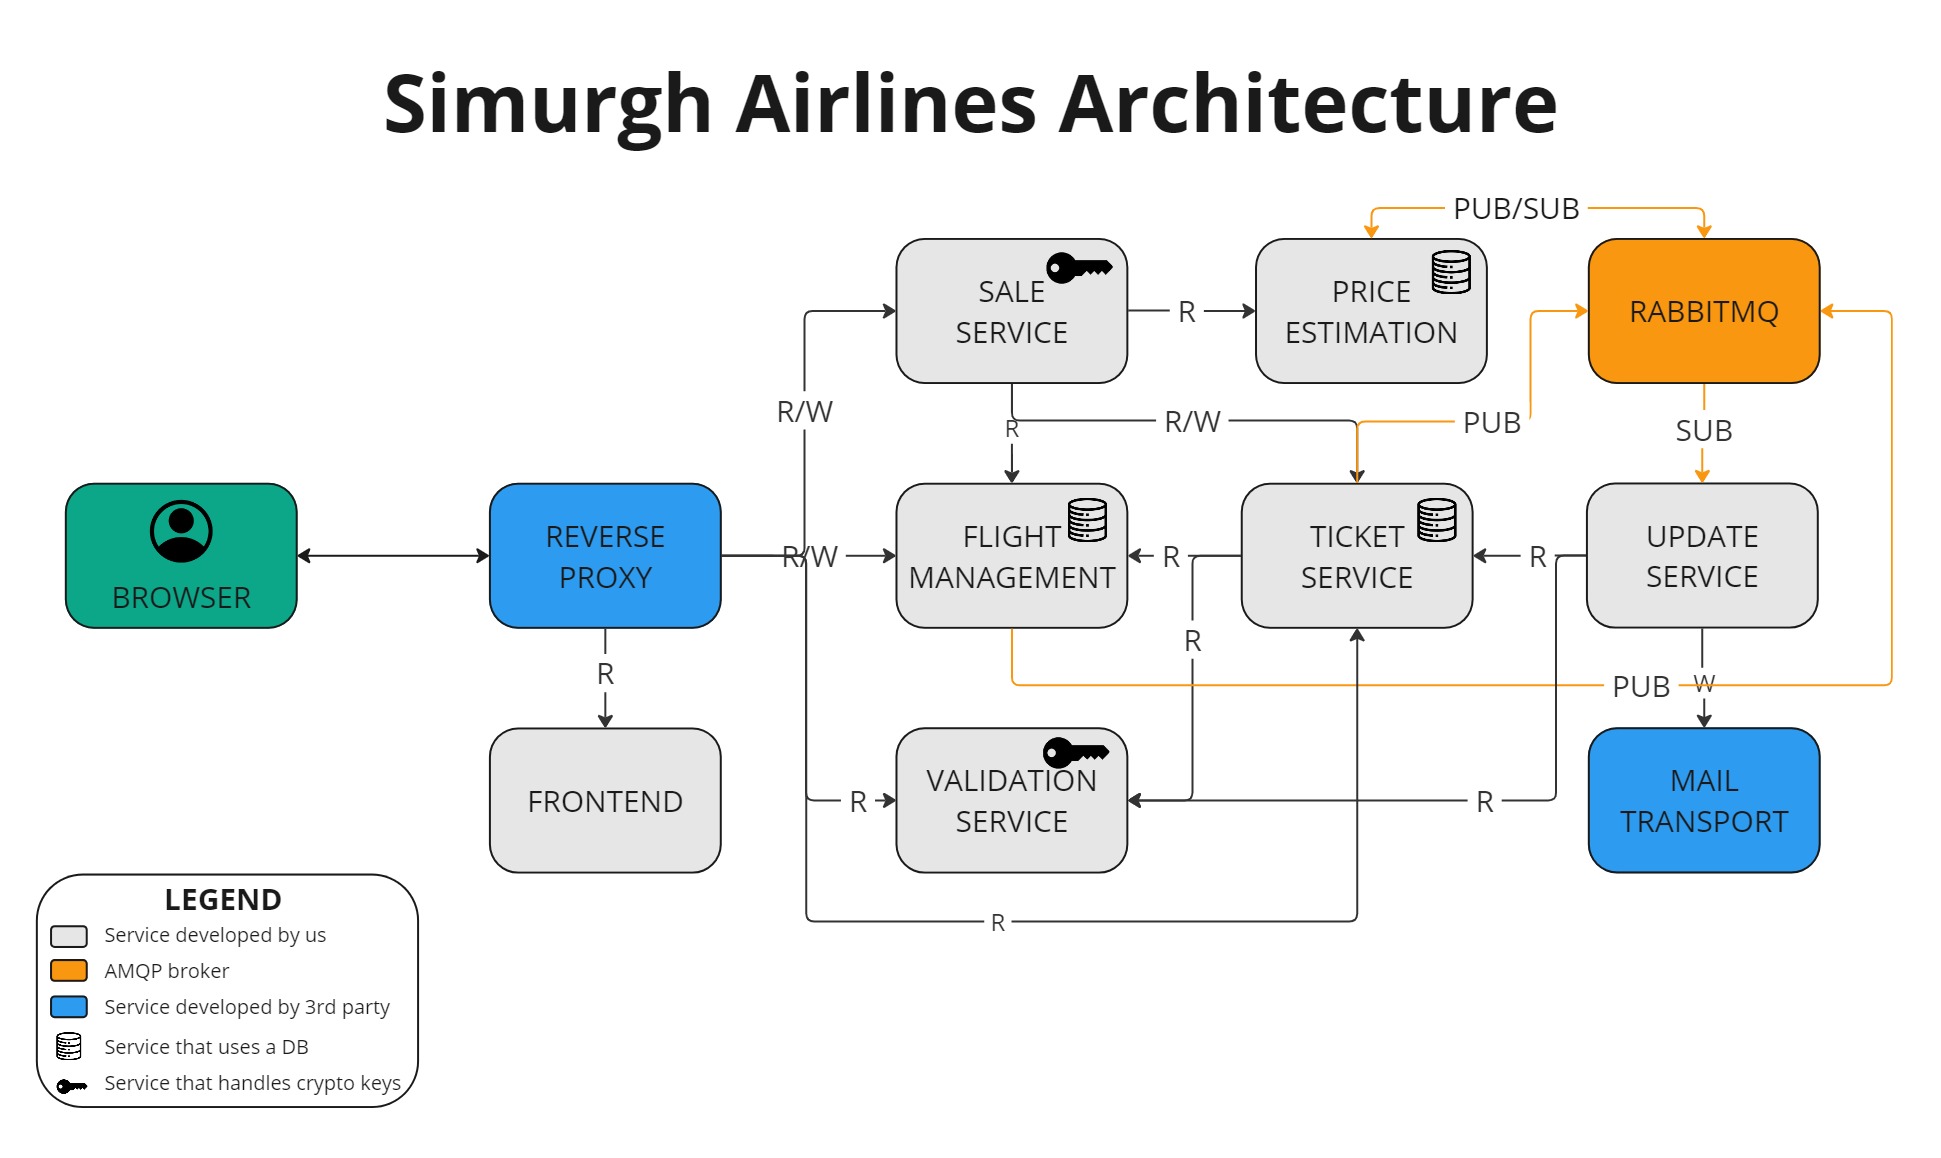 Simurgh Airlines Architecture
PUB/SUB
SALE
SERVICE
R
PRICE
ESTIMATION
RABBITMQ
R/W
R
R/W
PUB
SUB
BROWSER
REVERSE
PROXY
R/W
FLIGHT
MANAGEMENT
R
TICKET
SERVICE
R
UPDATE
SERVICE
R
R
PUB
W
FRONTEND
R
VALIDATION
SERVICE
R
MAIL
TRANSPORT
R
LEGEND
Service developed by us
AMQP broker
Service developed by 3rd party
Service that uses a DB
Service that handles crypto keys